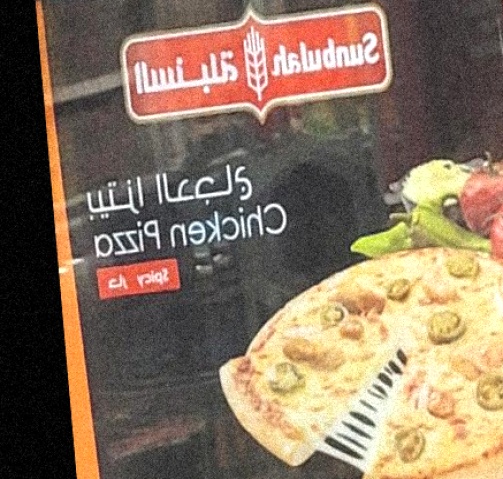 Sunbulah السنبلة
بيتزا الدجاج
Chicken Pizza
Spicy حار